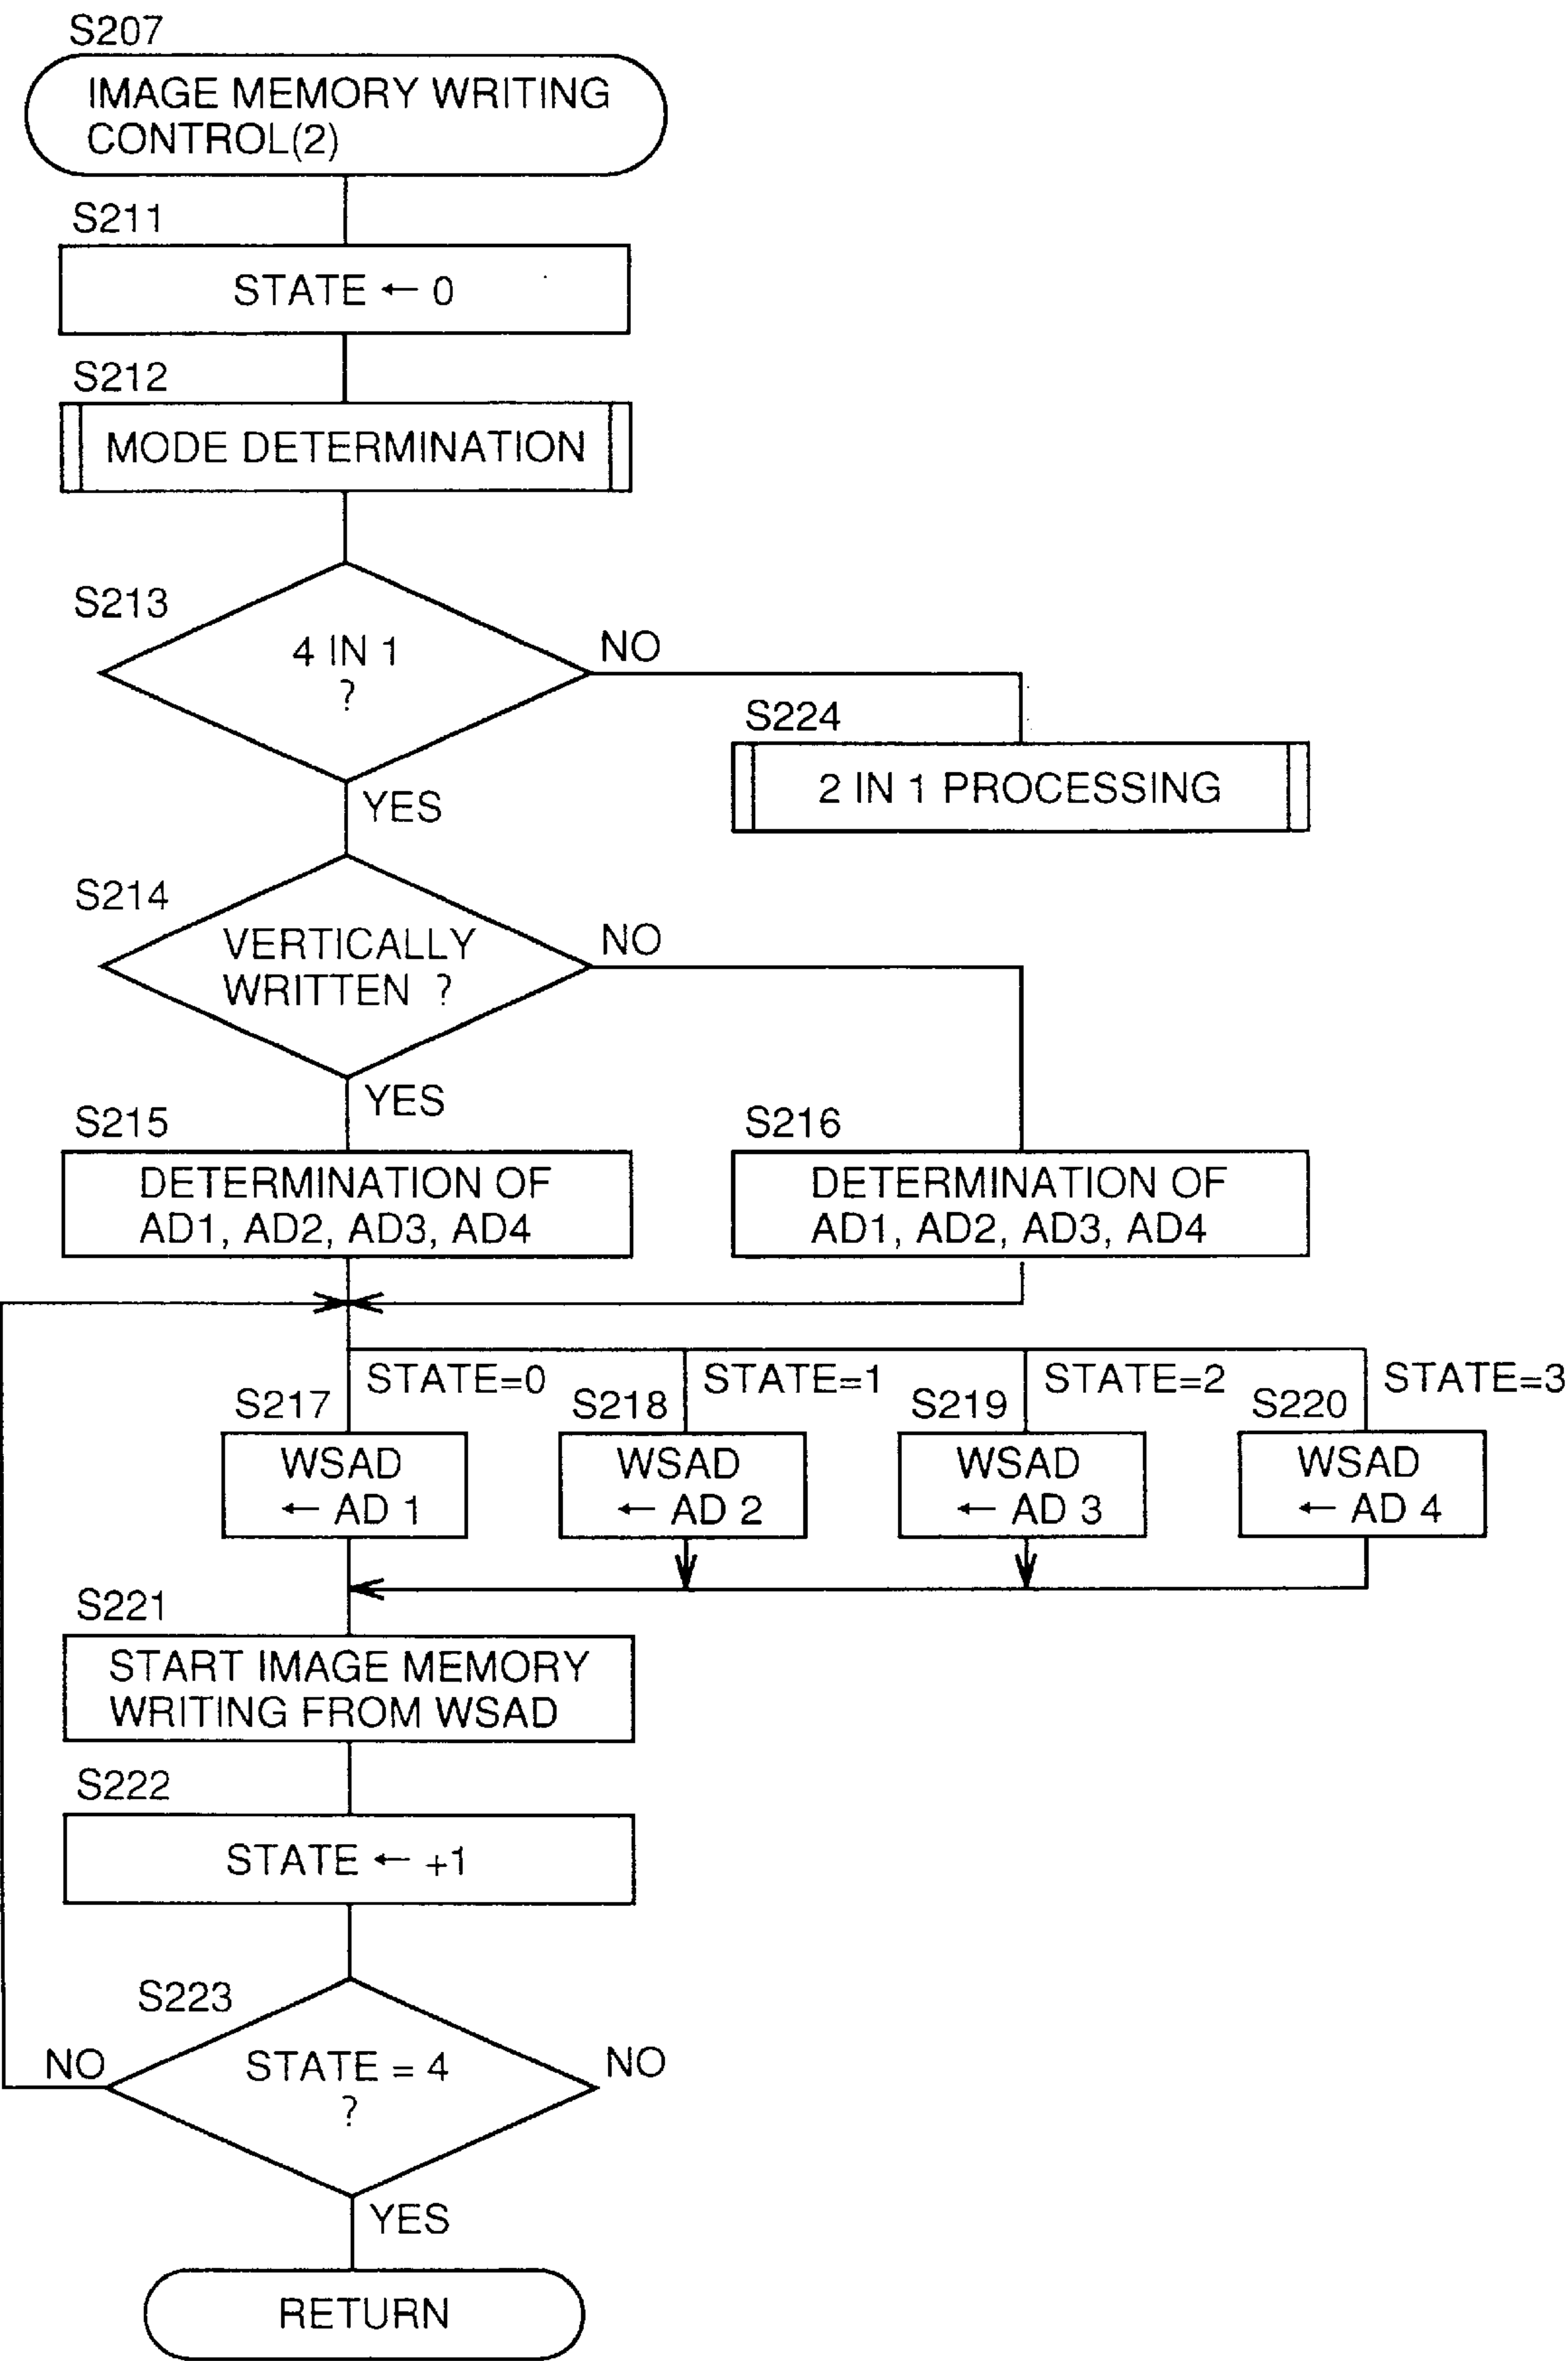 S207
IMAGE MEMORY WRITING
CONTROL(2)
S211
STATE ← 0
S212
MODE DETERMINATION
S213
4 IN 1
?
NO
YES
S224
2 IN 1 PROCESSING
S214
VERTICALLY
WRITTEN ?
NO
YES
S215
DETERMINATION OF
AD1, AD2, AD3, AD4
S216
DETERMINATION OF
AD1, AD2, AD3, AD4
STATE=0
STATE=1
STATE=2
STATE=3
S217
WSAD
← AD 1
S218
WSAD
← AD 2
S219
WSAD
← AD 3
S220
WSAD
← AD 4
S221
START IMAGE MEMORY
WRITING FROM WSAD
S222
STATE ← +1
S223
NO
STATE = 4
?
NO
YES
RETURN